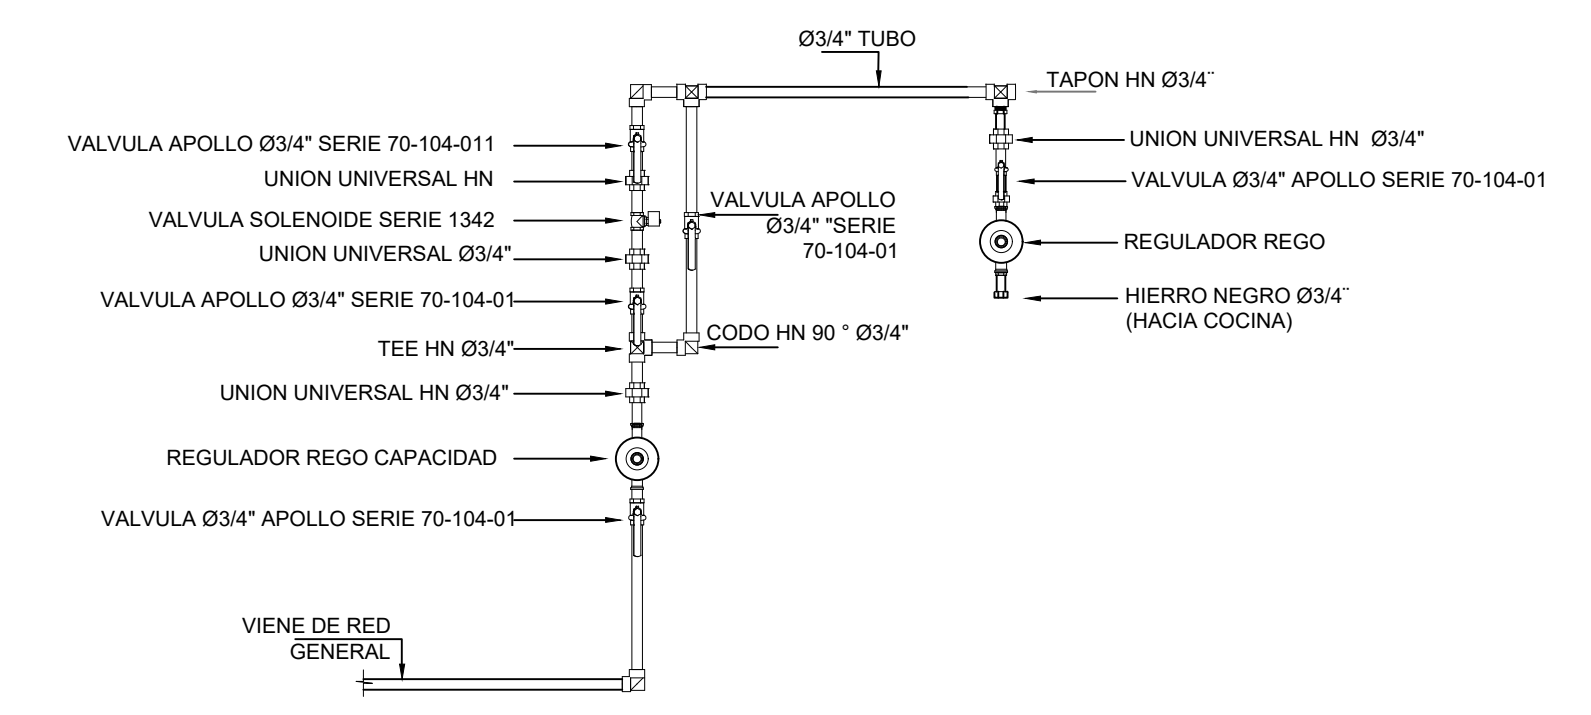 Ø3/4" TUBO
TAPON HN Ø3/4¨
VALVULA APOLLO Ø3/4" SERIE 70-104-011
UNION UNIVERSAL HN Ø3/4"
UNION UNIVERSAL HN
VALVULA Ø3/4" APOLLO SERIE 70-104-01
VALVULA APOLLO
Ø3/4" "SERIE
70-104-01
VALVULA SOLENOIDE SERIE 1342
REGULADOR REGO
UNION UNIVERSAL Ø3/4"
VALVULA APOLLO Ø3/4" SERIE 70-104-01
HIERRO NEGRO Ø3/4¨
(HACIA COCINA)
TEE HN Ø3/4"
CODO HN 90 ° Ø3/4"
UNION UNIVERSAL HN Ø3/4"
REGULADOR REGO CAPACIDAD
VALVULA Ø3/4" APOLLO SERIE 70-104-01
VIENE DE RED
GENERAL